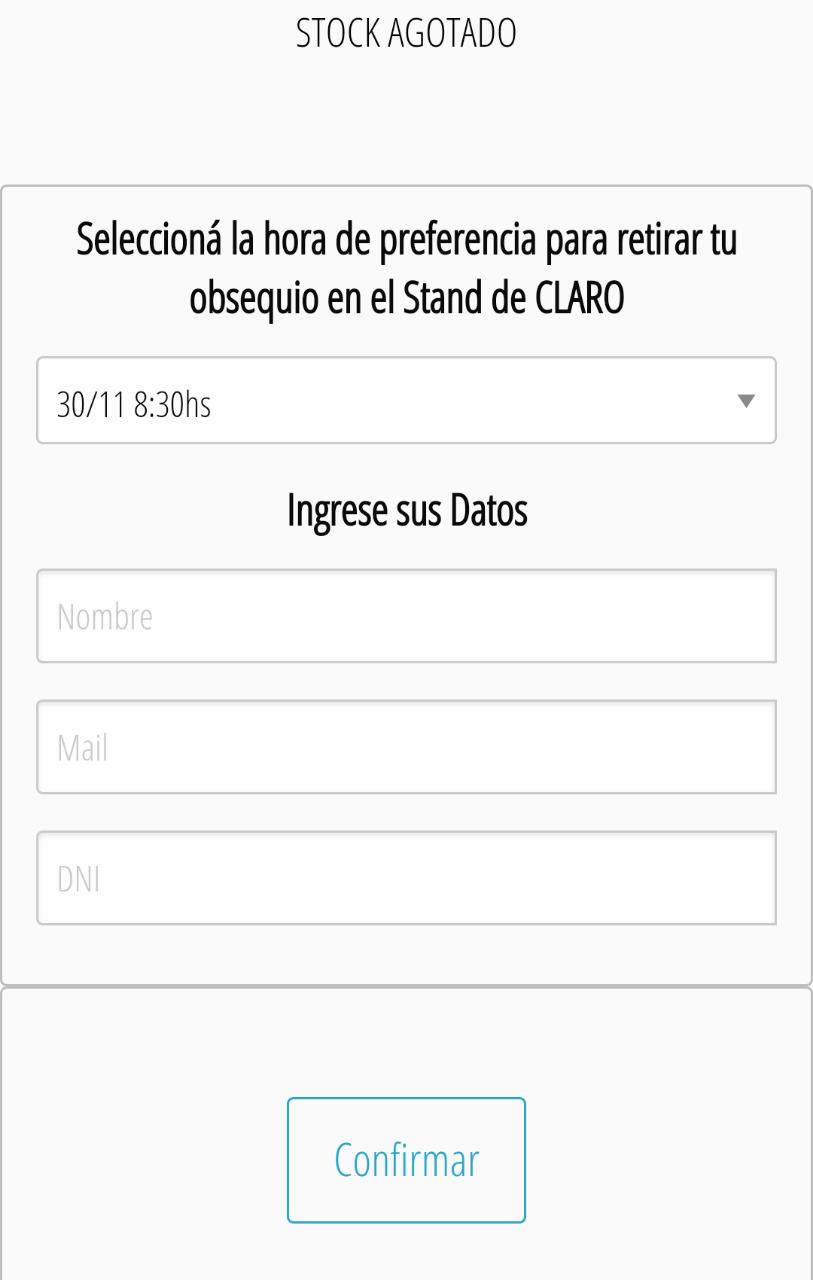 STOCK AGOTADO
Seleccioná la hora de preferencia para retirar tu
obsequio en el Stand de CLARO
30/11 8:30hs
Ingrese sus Datos
Nombre
Mail
DNI
Confirmar